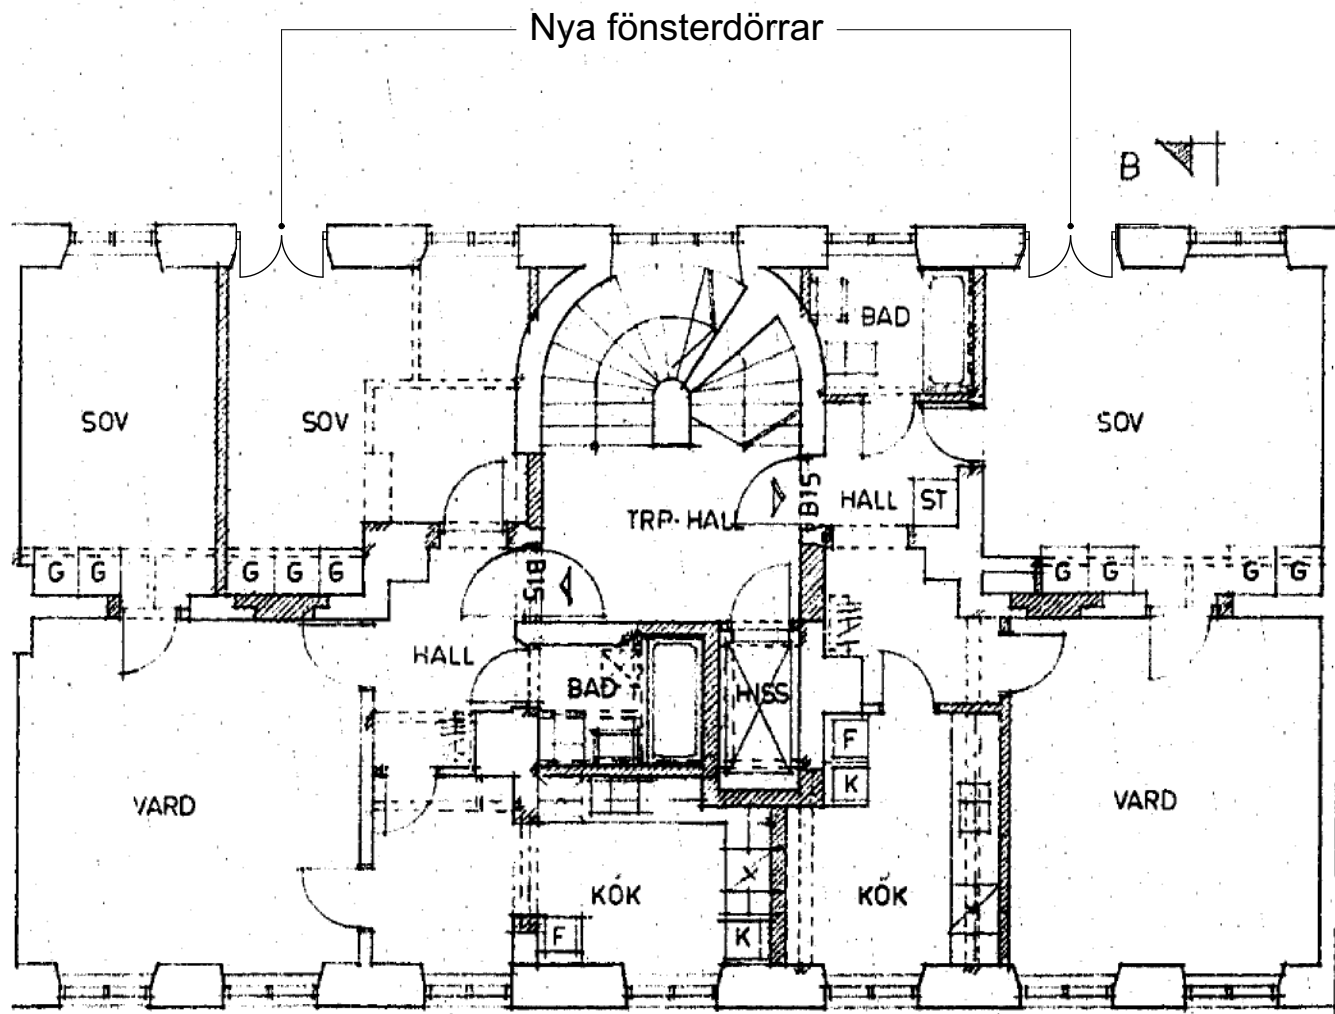 Nya fönsterdörrar
B
BAD
SOV
SOV
SOV
B15
TRP-HALL
HALL
ST
G
G
G
G
G
G
G
G
G
B15
HALL
BAD
HISS
F
K
VARD
VARD
KÖK
KÖK
F
K